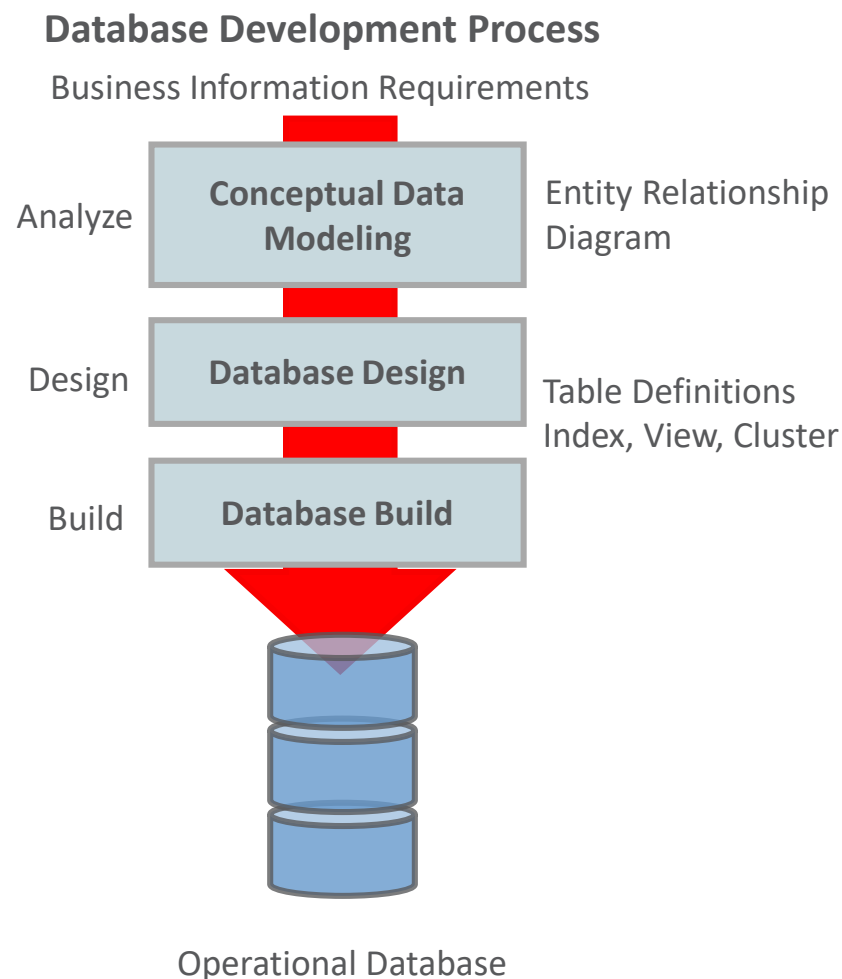 Database Development Process
Business Information Requirements
Analyze
Conceptual Data
Modeling
Entity Relationship
Diagram
Design
Database Design
Table Definitions
Index, View, Cluster
Build
Database Build
Operational Database